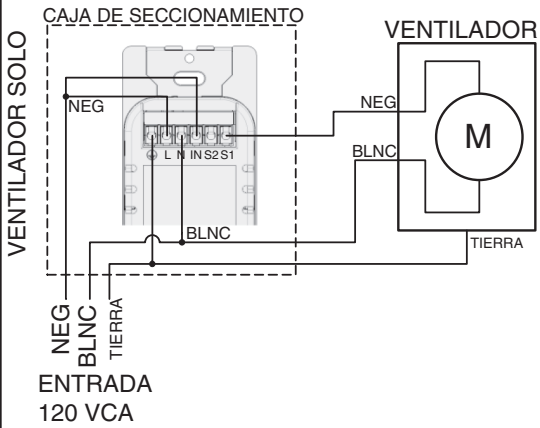 CAJA DE SECCIONAMIENTO
VENTILADOR
VENTILADOR SOLO
NEG
NEG
M
L N IN S2 S1
BLNC
BLNC
TIERRA
NEG
BLNC
TIERRA
ENTRADA
120 VCA